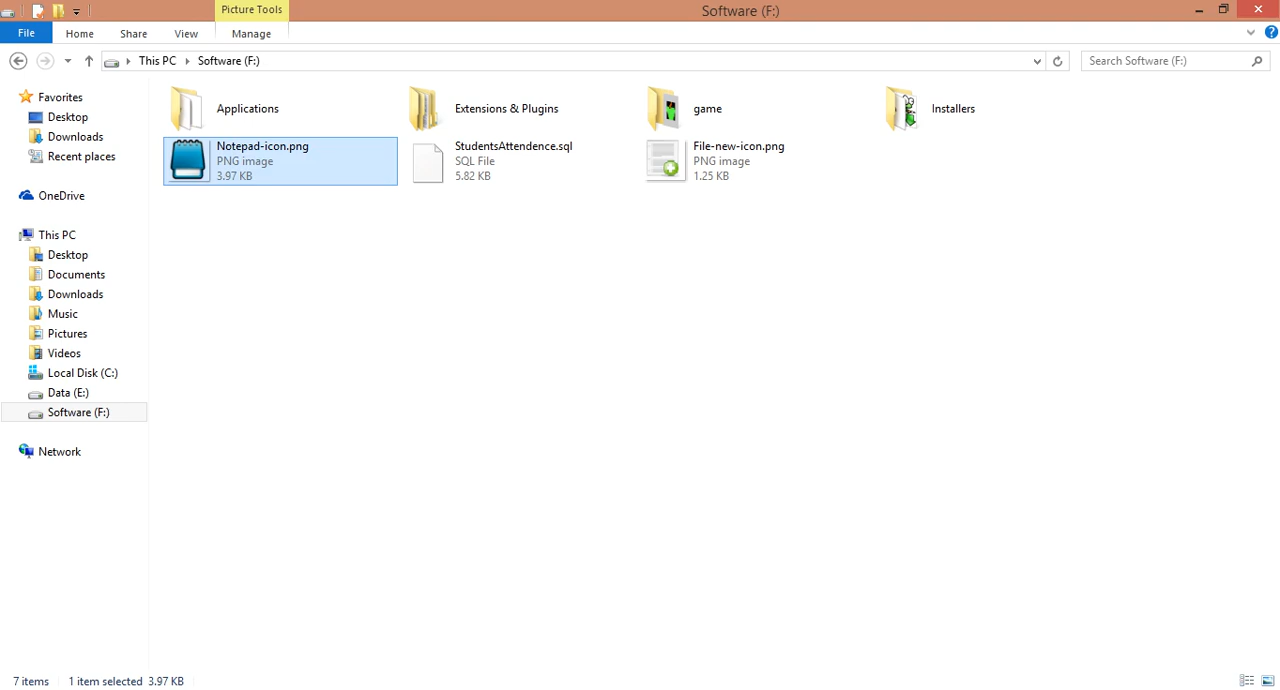 Picture Tools
Software (F:)
File
Home
Share
View
Manage
This PC
Software (F:)
Search Software (F:)
Favorites
Desktop
Downloads
Recent places
OneDrive
This PC
Desktop
Documents
Downloads
Music
Pictures
Videos
Local Disk (C:)
Data (E:)
Software (F:)
Network
Applications
Extensions & Plugins
game
Installers
Notepad-icon.png
PNG image
3.97 KB
StudentsAttendence.sql
SQL File
5.82 KB
File-new-icon.png
PNG image
1.25 KB
7 items
1 item selected 3.97 KB